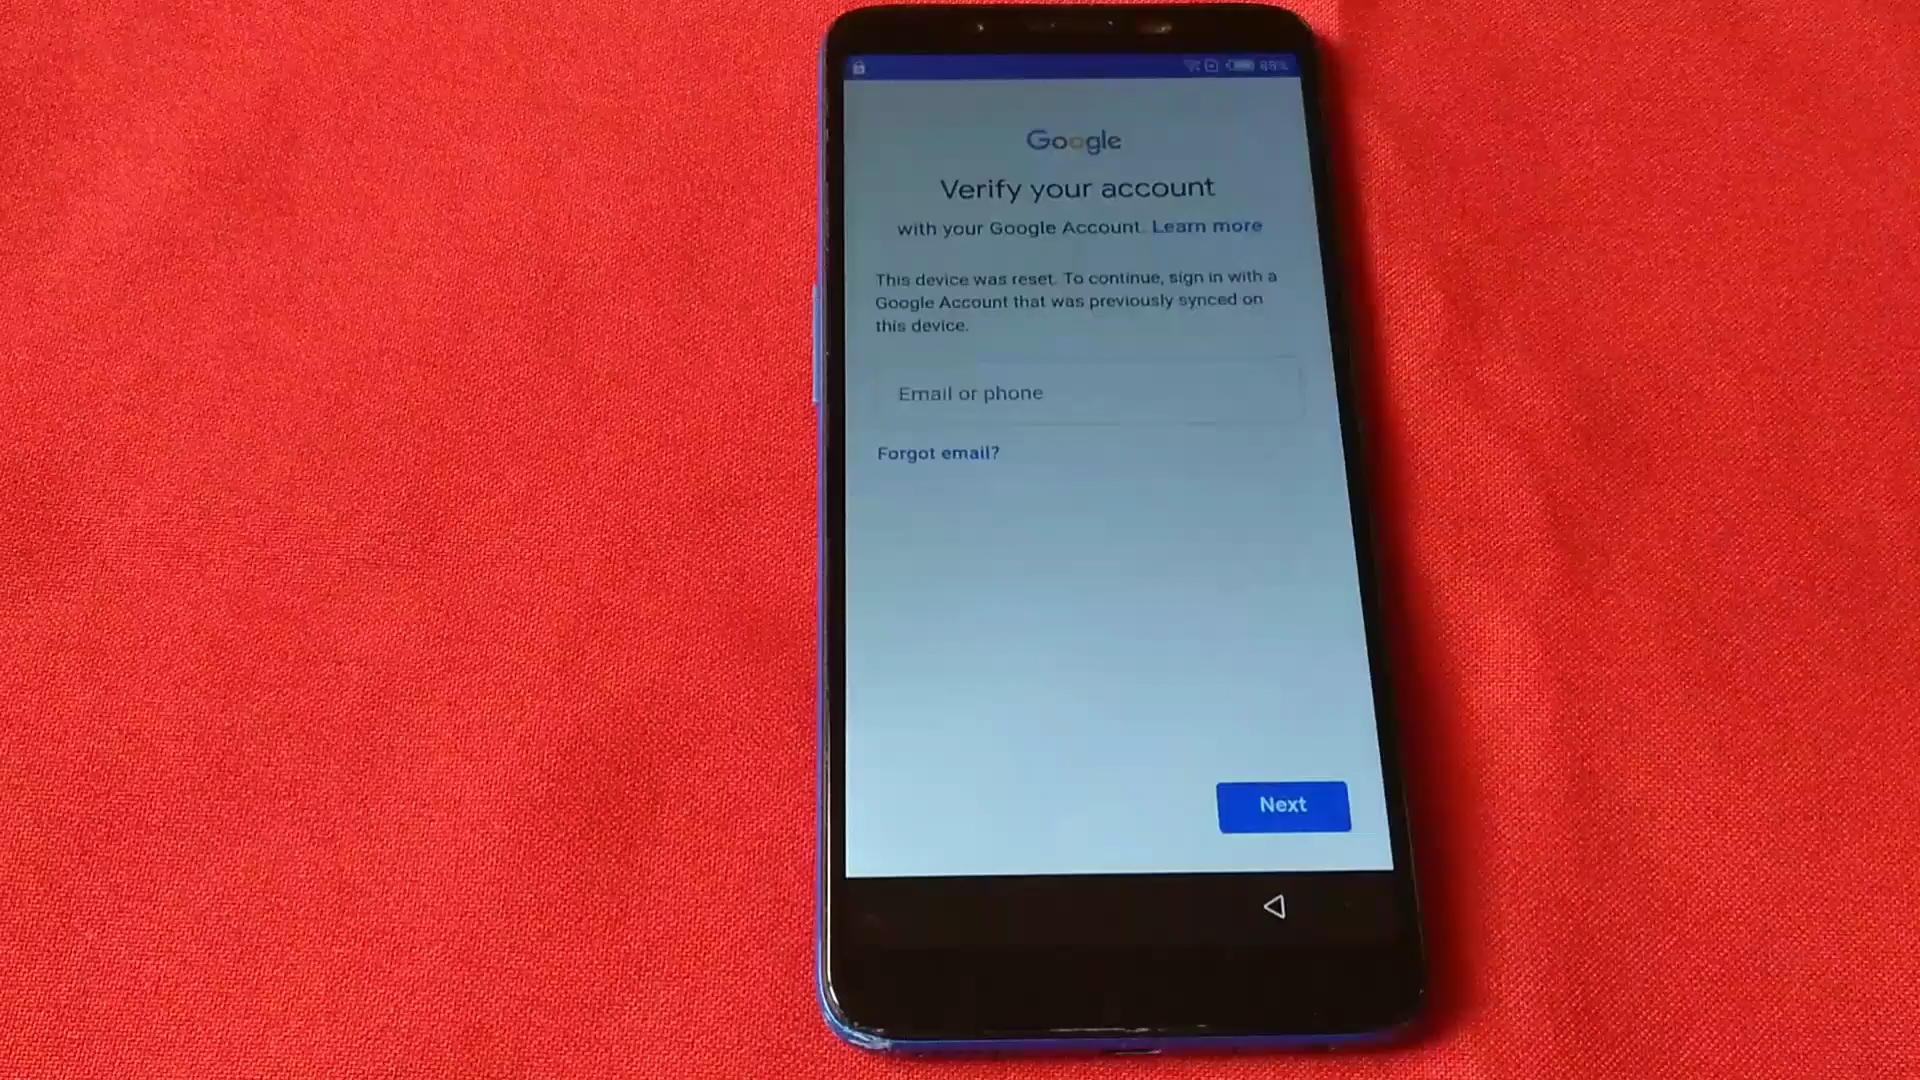 88%
Google
Verify your account
with your Google Account. Learn more
This device was reset. To continue, sign in with a
Google Account that was previously synced on
this device.
Email or phone
Forgot email?
Next